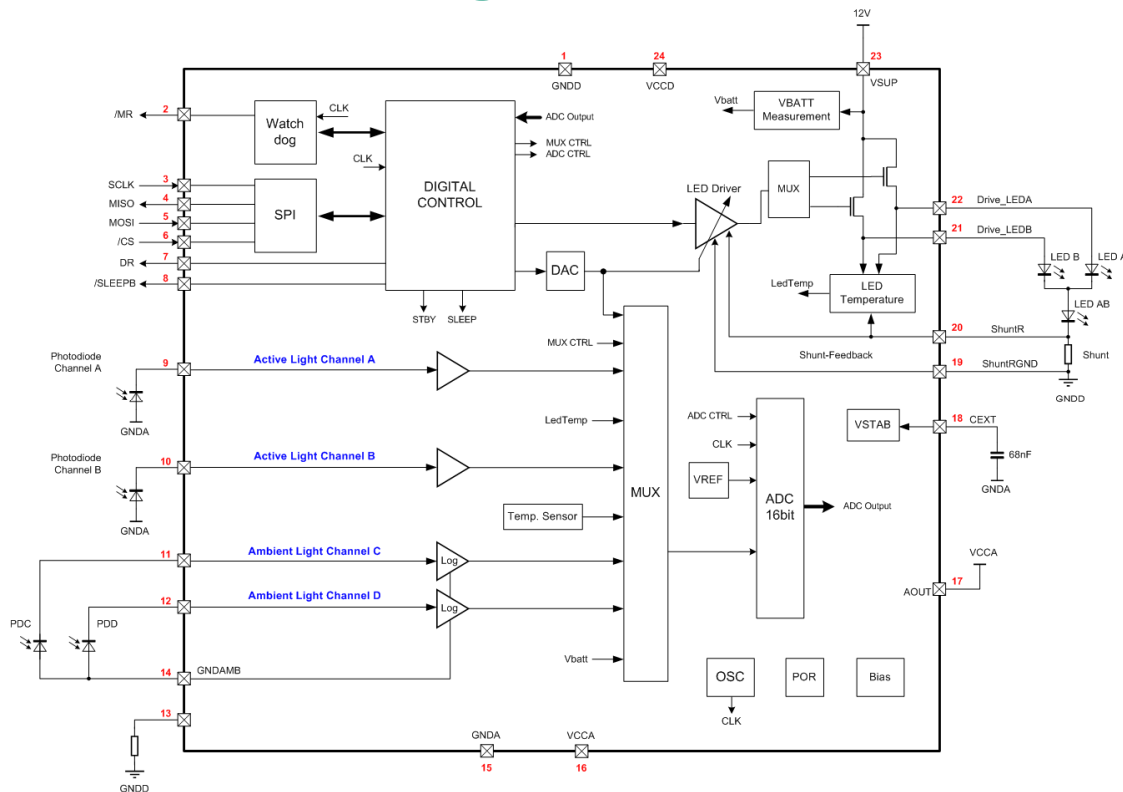 12V
1
24
23
GNDD
VCCD
VSUP
/MR
2
Watch
dog
CLK
CLK
DIGITAL
CONTROL
ADC Output
MUX CTRL
ADC CTRL
Vbatt
VBATT
Measurement
SCLK
3
MISO
4
MOSI
5
/CS
6
SPI
DR
7
/SLEEPB
8
LED Driver
MUX
22
Drive_LEDA
21
Drive_LEDB
LED B
LED A
LED AB
DAC
LedTemp
LED
Temperature
STBY
SLEEP
20
ShuntR
Shunt-Feedback
19
ShuntRGND
Shunt
GNDD
Photodiode
Channel A
9
Active Light Channel A
GNDA
MUX CTRL
LedTemp
Photodiode
Channel B
10
Active Light Channel B
GNDA
Temp. Sensor
MUX
ADC CTRL
CLK
VREF
ADC
16bit
ADC Output
VSTAB
18
CEXT
68nF
GNDA
11
Ambient Light Channel C
Log
12
Ambient Light Channel D
Log
PDC
PDD
14
GNDAMB
Vbatt
VCCA
17
AOUT
OSC
POR
Bias
CLK
13
GNDD
GNDA
15
VCCA
16